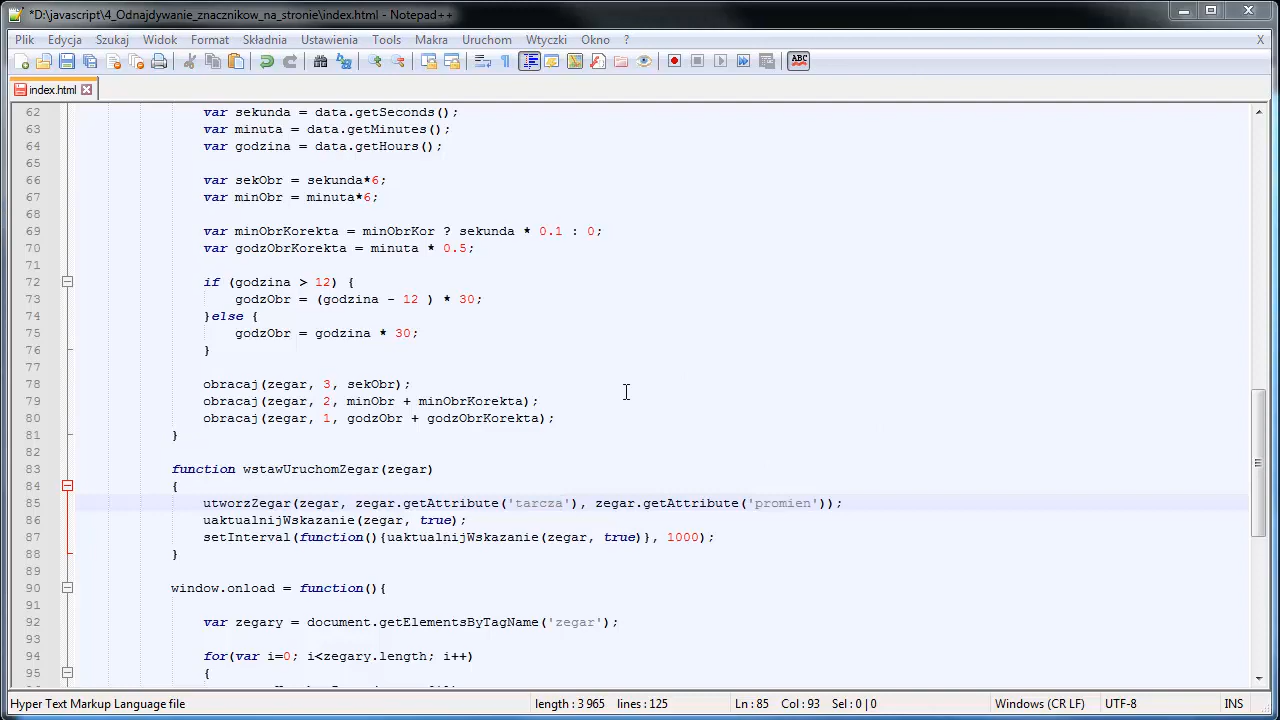 *D:\javascript\4_Odnajdywanie_znacznikow_na_stronie\index.html - Notepad++
Plik Edycja Szukaj Widok Format Składnia Ustawienia Tools Makra Uruchom Wtyczki Okno ? X
ABC
index.html
62 var sekunda = data.getSeconds();
63 var minuta = data.getMinutes();
64 var godzina = data.getHours();
65
66 var sekObr = sekunda*6;
67 var minObr = minuta*6;
68
69 var minObrKorekta = minObrKor ? sekunda * 0.1 : 0;
70 var godzObrKorekta = minuta * 0.5;
71
72 if (godzina > 12) {
73 godzObr = (godzina - 12 ) * 30;
74 }else {
75 godzObr = godzina * 30;
76 }
77
78 obracaj(zegar, 3, sekObr);
79 obracaj(zegar, 2, minObr + minObrKorekta);
80 obracaj(zegar, 1, godzObr + godzObrKorekta);
81 }
82
83 function wstawUruchomZegar(zegar)
84 {
85 utworzZegar(zegar, zegar.getAttribute('tarcza'), zegar.getAttribute('promien'));
86 uaktualnijWskazanie(zegar, true);
87 setInterval(function(){uaktualnijWskazanie(zegar, true)}, 1000);
88 }
89
90 window.onload = function(){
91
92 var zegary = document.getElementsByTagName('zegar');
93
94 for(var i=0; i<zegary.length; i++)
95 {
Hyper Text Markup Language file length : 3 965 lines : 125 Ln : 85 Col : 93 Sel : 0 | 0 Windows (CR LF) UTF-8 INS